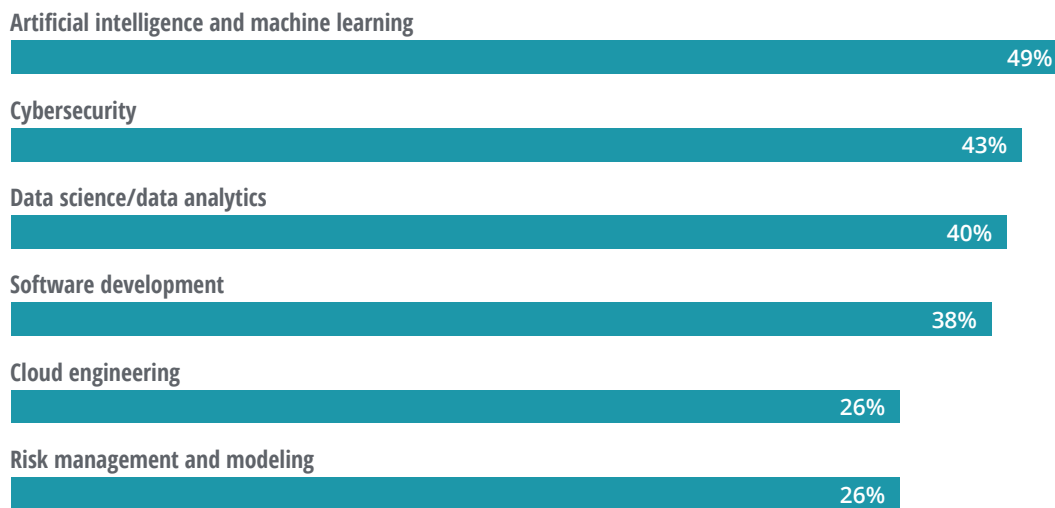 Artificial intelligence and machine learning
49%
Cybersecurity
43%
Data science/data analytics
40%
Software development
38%
Cloud engineering
26%
Risk management and modeling
26%